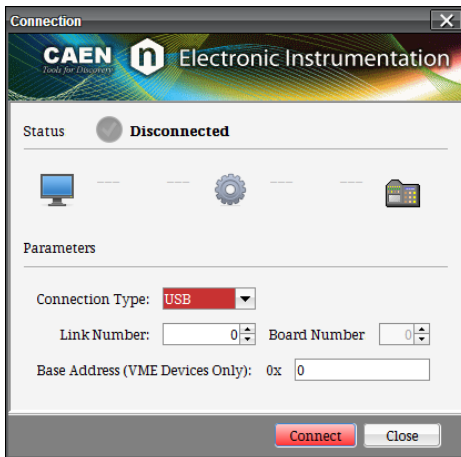 Connection
CAEN n Electronic Instrumentation
Tools for Discovery
Status Disconnected
Parameters
Connection Type: USB
Link Number: 0 Board Number 0
Base Address (VME Devices Only): 0x 0
Connect Close